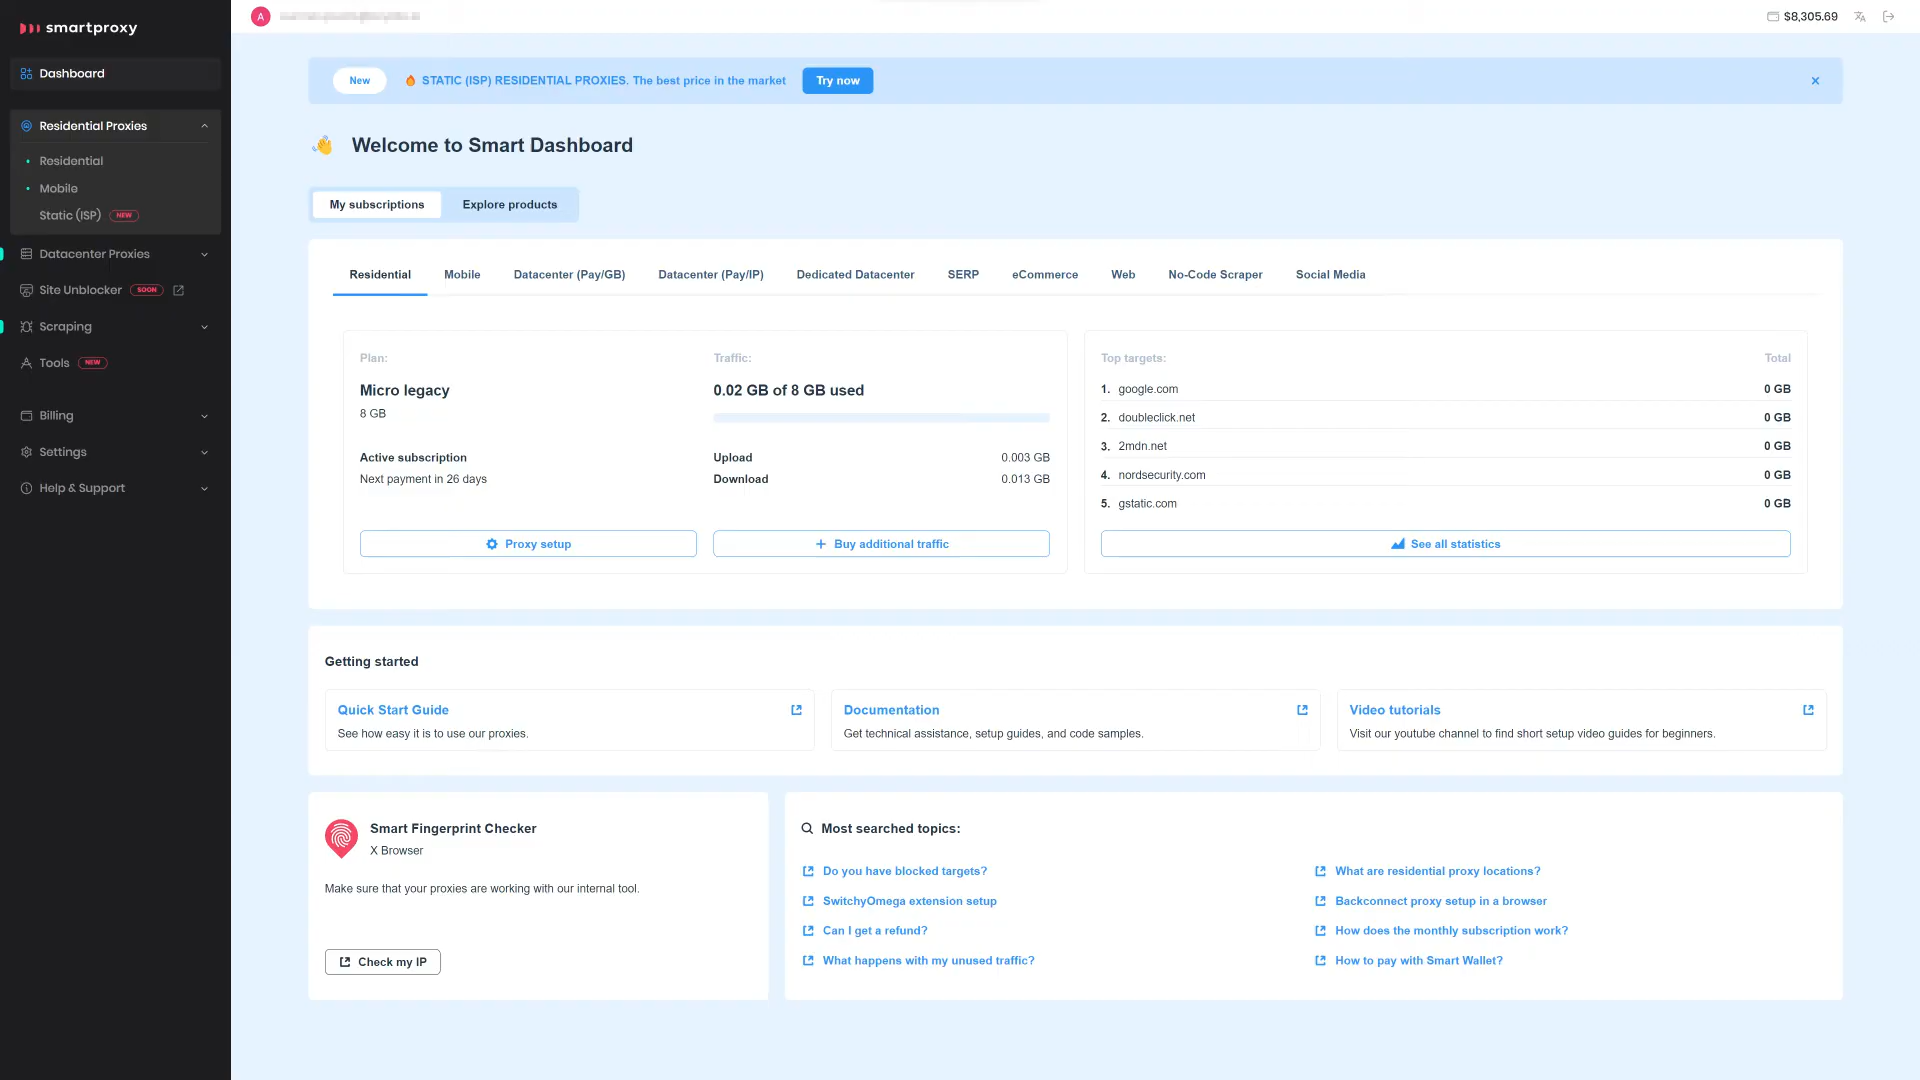 smartproxy
Dashboard
Residential Proxies
Residential
Mobile
Static (ISP) NEW
Datacenter Proxies
Site Unblocker SOON
Scraping
Tools NEW
Billing
Settings
Help & Support
A
$8,305.69
New STATIC (ISP) RESIDENTIAL PROXIES. The best price in the market Try now
Welcome to Smart Dashboard
My subscriptions Explore products
Residential Mobile Datacenter (Pay/GB) Datacenter (Pay/IP) Dedicated Datacenter SERP eCommerce Web No-Code Scraper Social Media
Plan:
Micro legacy
8 GB
Active subscription
Next payment in 26 days
Proxy setup
Traffic:
0.02 GB of 8 GB used
Upload 0.003 GB
Download 0.013 GB
Buy additional traffic
Top targets: Total
1. google.com 0 GB
2. doubleclick.net 0 GB
3. 2mdn.net 0 GB
4. nordsecurity.com 0 GB
5. gstatic.com 0 GB
See all statistics
Getting started
Quick Start Guide
See how easy it is to use our proxies.
Documentation
Get technical assistance, setup guides, and code samples.
Video tutorials
Visit our youtube channel to find short setup video guides for beginners.
Smart Fingerprint Checker
X Browser
Make sure that your proxies are working with our internal tool.
Check my IP
Most searched topics:
Do you have blocked targets?
SwitchyOmega extension setup
Can I get a refund?
What happens with my unused traffic?
What are residential proxy locations?
Backconnect proxy setup in a browser
How does the monthly subscription work?
How to pay with Smart Wallet?